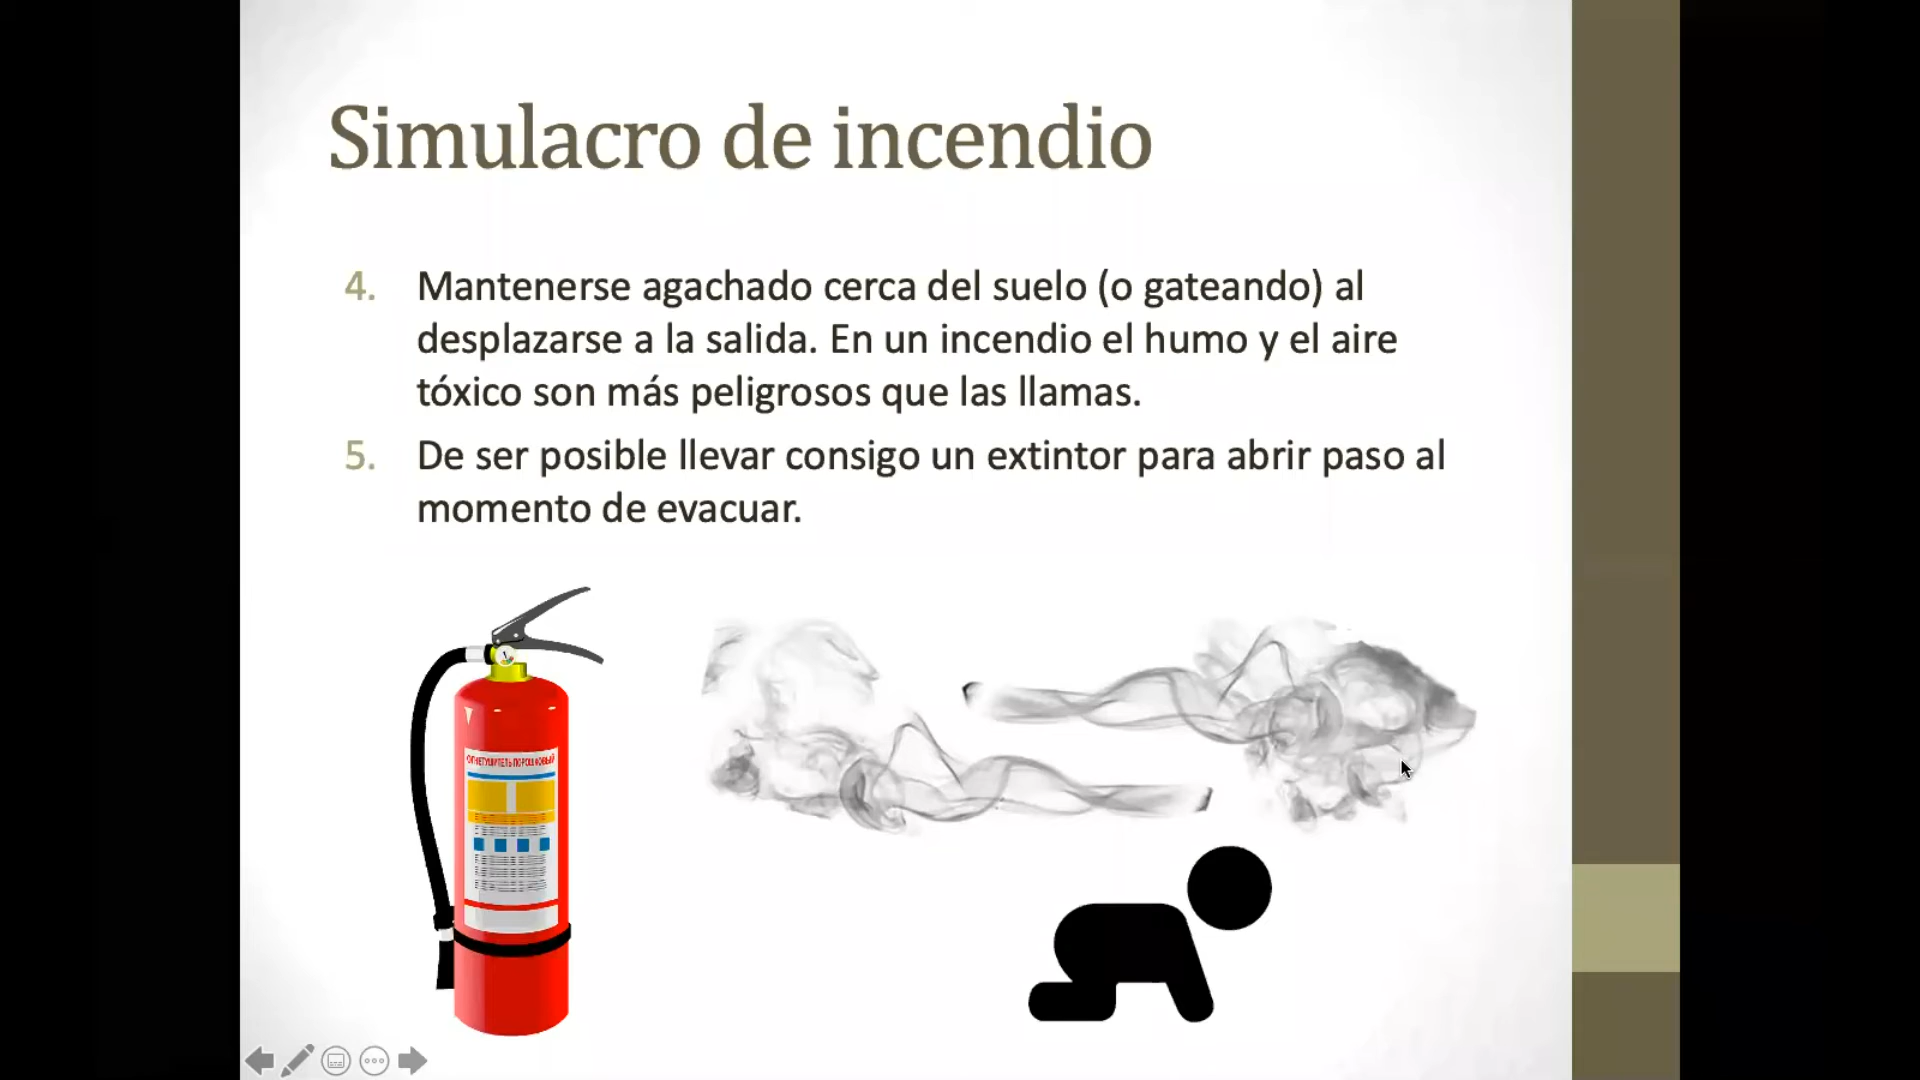 Simulacro de incendio
4. Mantenerse agachado cerca del suelo (o gateando) al
desplazarse a la salida. En un incendio el humo y el aire
tóxico son más peligrosos que las llamas.
5. De ser posible llevar consigo un extintor para abrir paso al
momento de evacuar.
ОГНЕТУШИТЕЛЬ ПОРОШКОВЫЙ